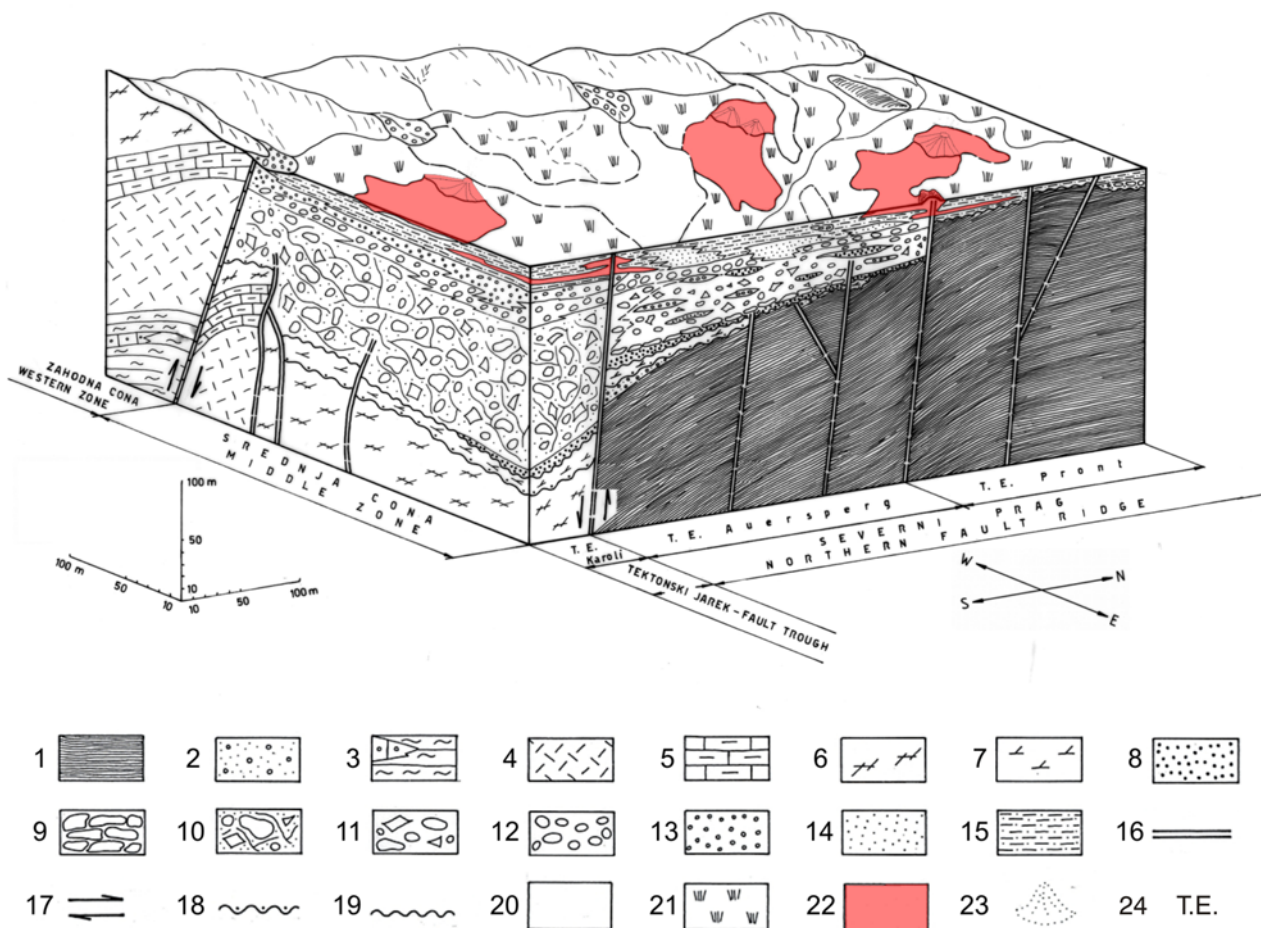 ZAHODNA CONA
WESTERN ZONE
SREDNJA CONA
MIDDLE ZONE
T. E.
Karoli
T. E. Auersperg
T. E. Pront
SEVERNI PRAG
NORTHERN FAULT RIDGE
TEKTONSKI JAREK – FAULT TROUGH
100 m
50
10
100 m
50
10
10
50
100 m
W
N
S
E
1
2
3
4
5
6
7
8
9
10
11
12
13
14
15
16
17
18
19
20
21
22
23
24 T.E.